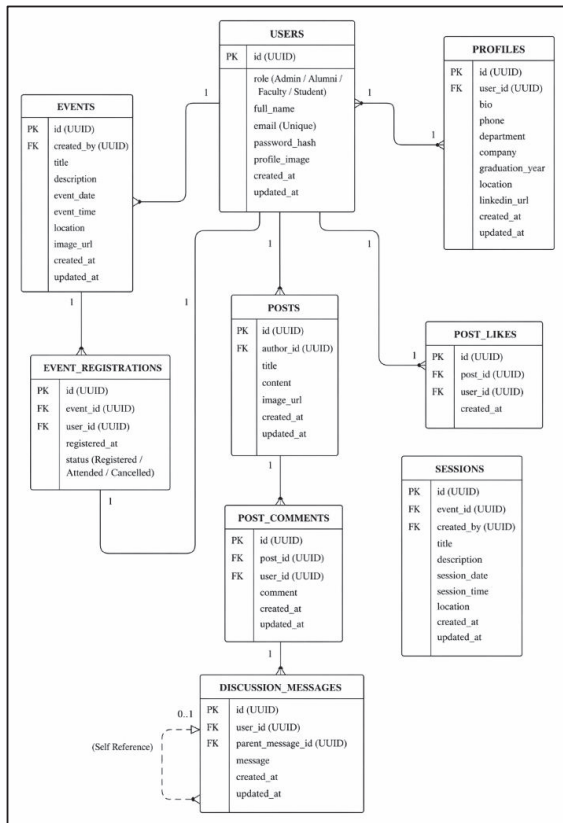 USERS
PK id (UUID)
role (Admin / Alumni /
Faculty / Student)
full_name
email (Unique)
password_hash
profile_image
created_at
updated_at
PROFILES
PK id (UUID)
FK user_id (UUID)
bio
phone
department
company
graduation_year
location
linkedin_url
created_at
updated_at
EVENTS
PK id (UUID)
FK created_by (UUID)
title
description
event_date
event_time
location
image_url
created_at
updated_at
1
1
1
1
1
1
1
POSTS
PK id (UUID)
FK author_id (UUID)
title
content
image_url
created_at
updated_at
POST_LIKES
PK id (UUID)
FK post_id (UUID)
FK user_id (UUID)
created_at
1
EVENT_REGISTRATIONS
PK id (UUID)
FK event_id (UUID)
FK user_id (UUID)
registered_at
status (Registered /
Attended / Cancelled)
1
1
POST_COMMENTS
PK id (UUID)
FK post_id (UUID)
FK user_id (UUID)
comment
created_at
updated_at
SESSIONS
PK id (UUID)
FK event_id (UUID)
FK created_by (UUID)
title
description
session_date
session_time
location
created_at
updated_at
1
DISCUSSION_MESSAGES
PK id (UUID)
FK user_id (UUID)
FK parent_message_id (UUID)
message
created_at
updated_at
0..1
(Self Reference)